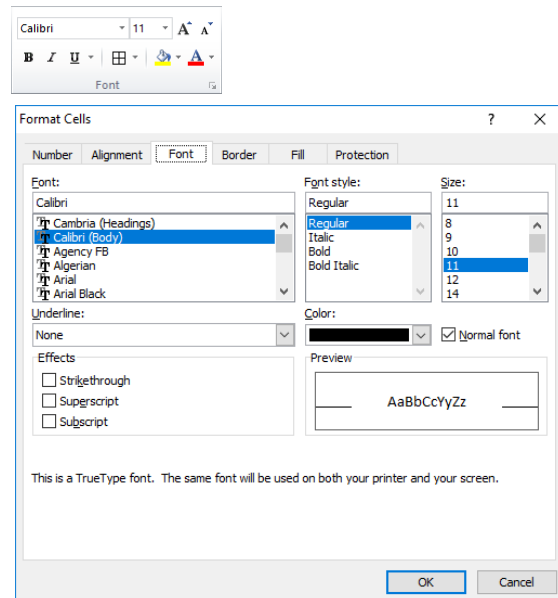 Calibri 11 A A
B I U A
Font
Format Cells ? X
Number Alignment Font Border Fill Protection
Font: Font style: Size:
Calibri Regular 11
Cambria (Headings) Regular 8
Calibri (Body) Italic 9
Agency FB Bold 10
Algerian Bold Italic 11
Arial 12
Arial Black 14
Underline: Color:
None Normal font
Effects Preview
Strikethrough
Superscript AaBbCcYyZz
Subscript
This is a TrueType font. The same font will be used on both your printer and your screen.
OK Cancel